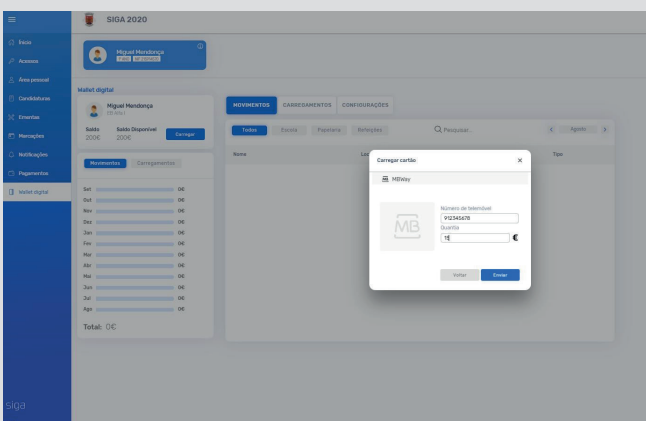 SIGA 2020
Início
Acessos
Área pessoal
Candidaturas
Ementas
Marcações
Notificações
Pagamentos
Wallet digital
siga
Miguel Mendonça
Wallet digital
Miguel Mendonça
Saldo
Saldo Disponível
200€
200€
Carregar
Movimentos
Carregamentos
Set 0€
Out 0€
Nov 0€
Dez 0€
Jan 0€
Fev 0€
Mar 0€
Abr 0€
Mai 0€
Jun 0€
Jul 0€
Ago 0€
Total: 0€
MOVIMENTOS
CARREGAMENTOS
CONFIGURAÇÕES
Todos
Escola
Papelaria
Refeições
Pesquisar...
Agosto
Nome
Tipo
Carregar cartão
MBWay
MB
Número de telemóvel
912345678
Quantia
€
Voltar
Enviar